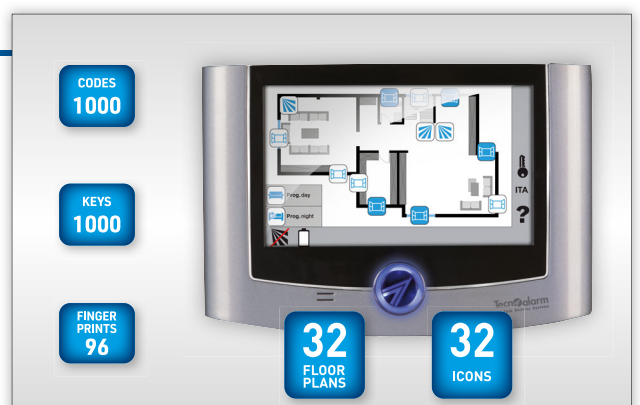 CODES
1000
KEYS
1000
FINGER
PRINTS
96
Prog.day
Prog.night
ITA
?
Tecnoalarm
32
FLOOR
PLANS
32
ICONS